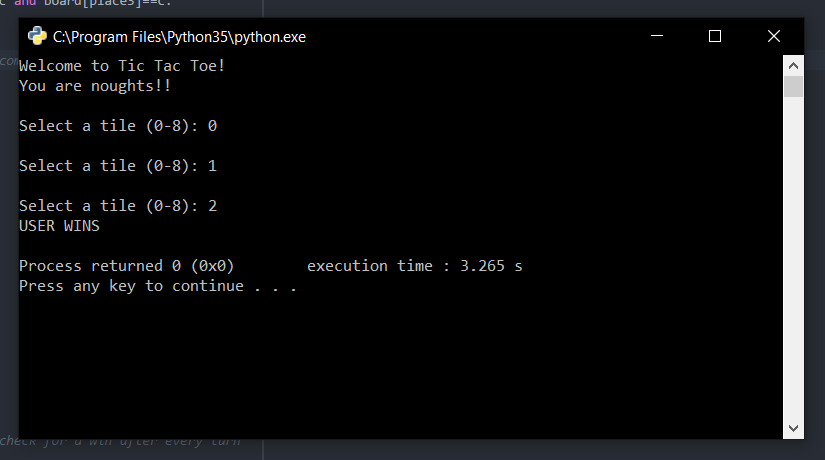 c and board[place3]==c:
C:\Program Files\Python35\python.exe
Welcome to Tic Tac Toe!
You are noughts!!
Select a tile (0-8): 0
Select a tile (0-8): 1
Select a tile (0-8): 2
USER WINS
Process returned 0 (0x0)        execution time : 3.265 s
Press any key to continue . . .
check for a win after every turn